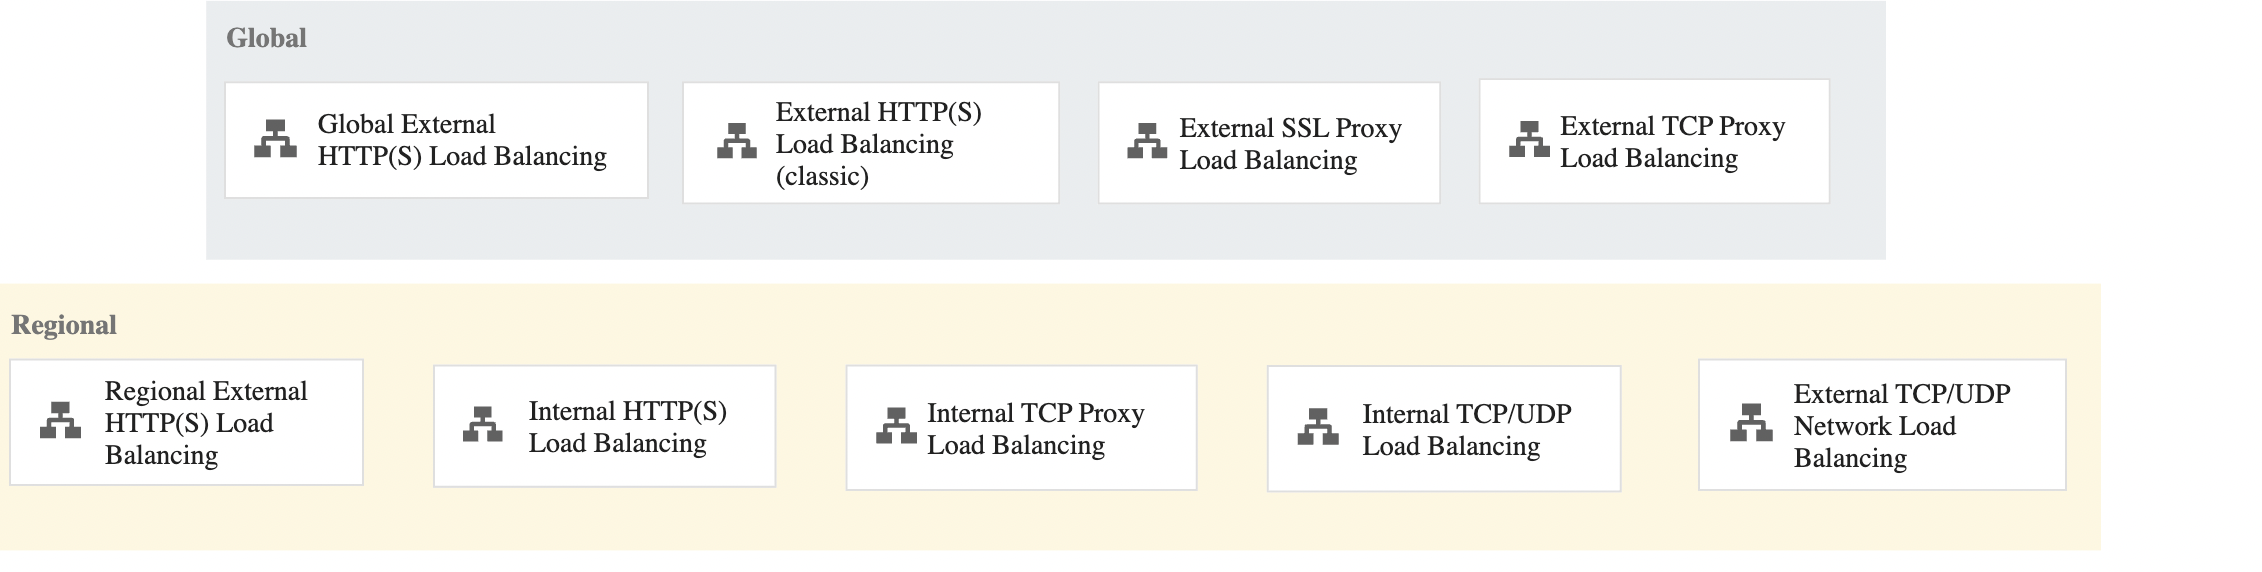 Global
Global External
HTTP(S) Load Balancing
External HTTP(S)
Load Balancing
(classic)
External SSL Proxy
Load Balancing
External TCP Proxy
Load Balancing
Regional
Regional External
HTTP(S) Load
Balancing
Internal HTTP(S)
Load Balancing
Internal TCP Proxy
Load Balancing
Internal TCP/UDP
Load Balancing
External TCP/UDP
Network Load
Balancing